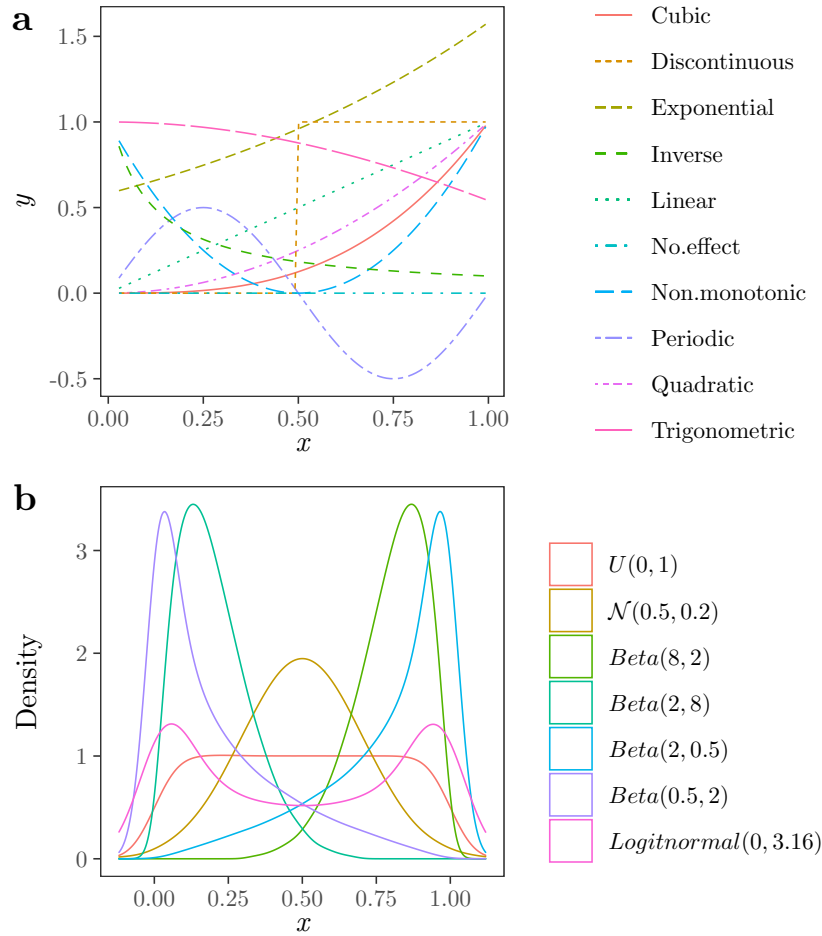 a
1.5
1.0
0.5
0.0
-0.5
y
0.00 0.25 0.50 0.75 1.00
x
Cubic
Discontinuous
Exponential
Inverse
Linear
No.effect
Non.monotonic
Periodic
Quadratic
Trigonometric
b
3
2
1
0
Density
0.00 0.25 0.50 0.75 1.00
x
U(0, 1)
𝒩(0.5, 0.2)
Beta(8, 2)
Beta(2, 8)
Beta(2, 0.5)
Beta(0.5, 2)
Logitnormal(0, 3.16)